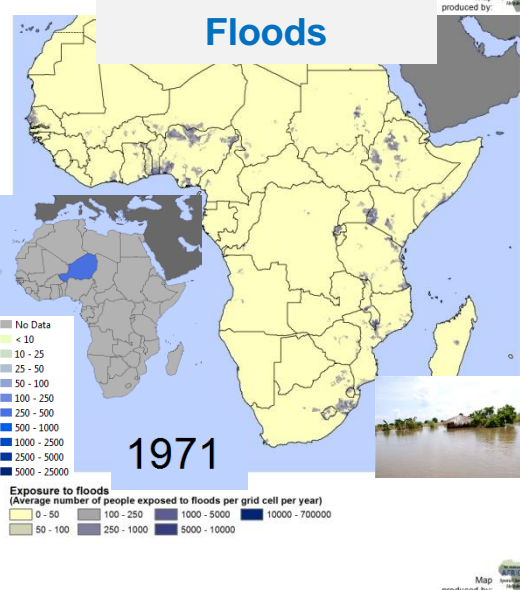 produced by:
Floods
No Data
< 10
10 - 25
25 - 50
50 - 100
100 - 250
250 - 500
500 - 1000
1000 - 2500
2500 - 5000
5000 - 25000
1971
Exposure to floods
(Average number of people exposed to floods per grid cell per year)
0 - 50 100 - 250 1000 - 5000 10000 - 700000
50 - 100 250 - 1000 5000 - 10000
Map
produced by: